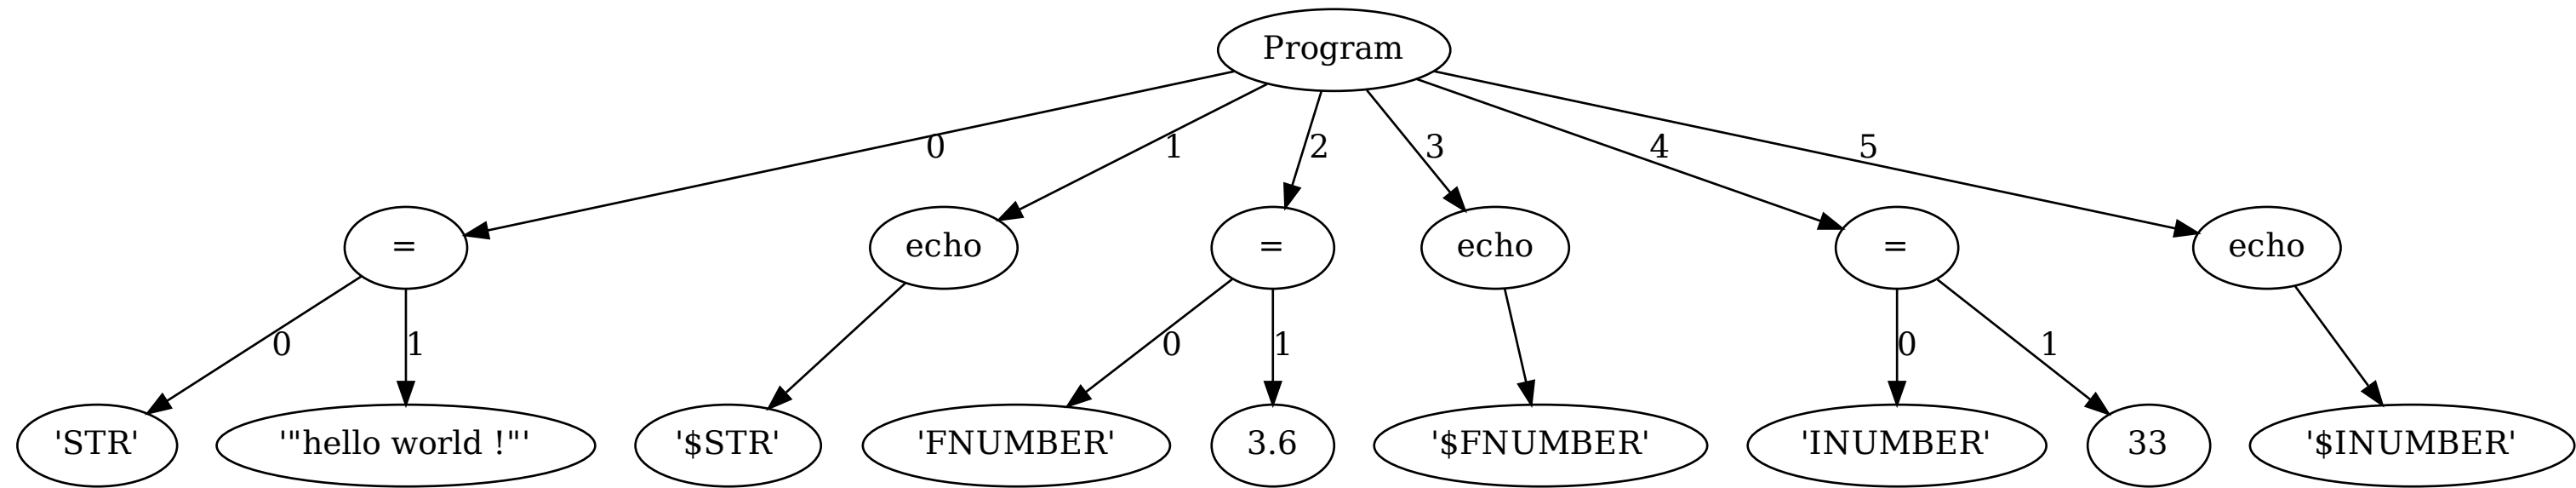 Program
0
1
2
3
4
5
=
echo
=
echo
=
echo
0
1
0
1
0
1
'STR'
'"hello world !"'
'$STR'
'FNUMBER'
3.6
'$FNUMBER'
'INUMBER'
33
'$INUMBER'